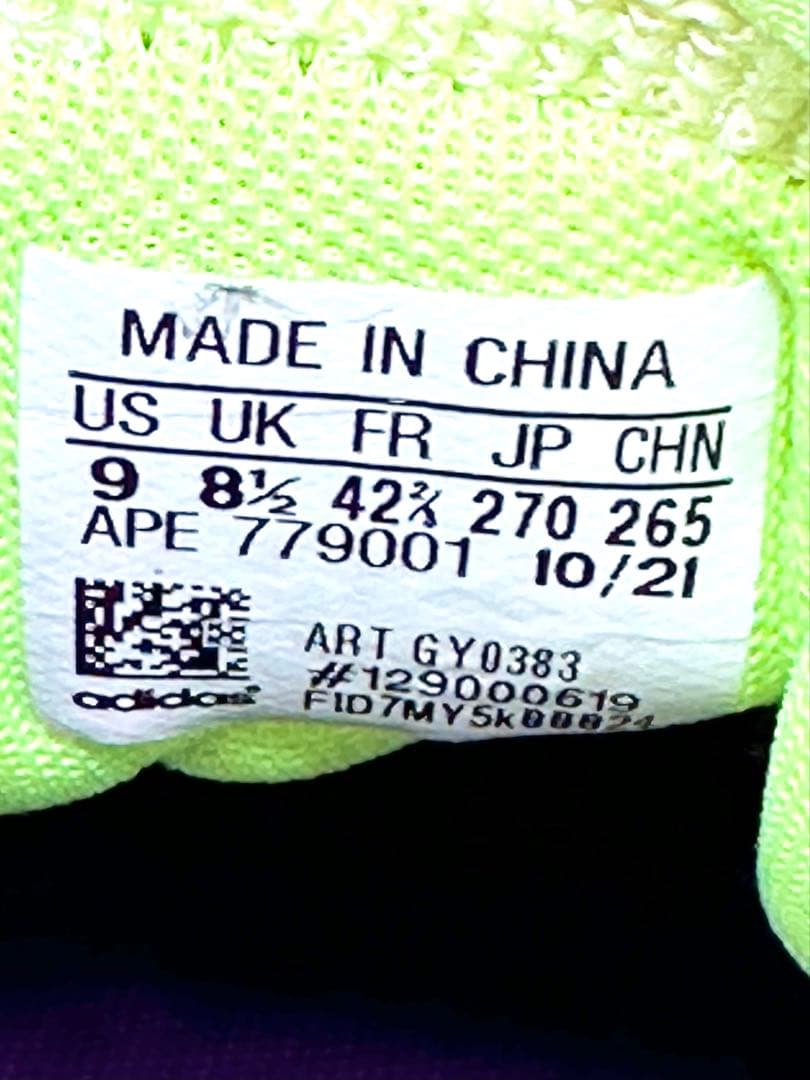 MADE IN CHINA
US UK FR JP CHN
9 8½ 42⅔ 270 265
APE 779001 10/21
ART GY0383
#129000619
adidas